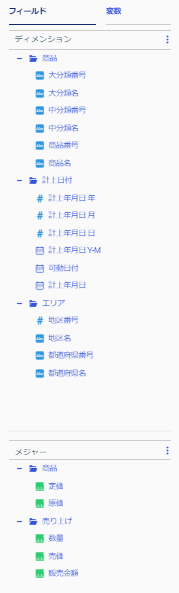 フィールド 変数
ディメンション
商品
大分類番号
大分類名
中分類番号
中分類名
商品番号
商品名
計上日付
計上年月日 年
計上年月日 月
計上年月日 日
計上年月日 Y-M
可動日付
計上年月日
エリア
地区番号
地区名
都道府県番号
都道府県名
メジャー
商品
定価
原価
売り上げ
数量
売価
販売金額